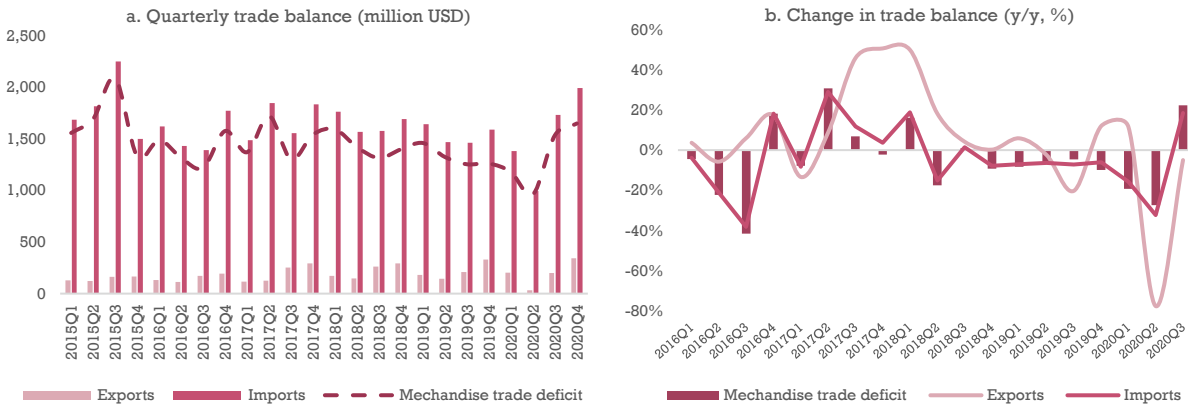 a. Quarterly trade balance (million USD)
2,500
2,000
1,500
1,000
500
0
2015Q1
2015Q2
2015Q3
2015Q4
2016Q1
2016Q2
2016Q3
2016Q4
2017Q1
2017Q2
2017Q3
2017Q4
2018Q1
2018Q2
2018Q3
2018Q4
2019Q1
2019Q2
2019Q3
2019Q4
2020Q1
2020Q2
2020Q3
2020Q4
Exports
Imports
Mechandise trade deficit
b. Change in trade balance (y/y, %)
60%
40%
20%
0%
-20%
-40%
-60%
-80%
2016Q1
2016Q2
2016Q3
2016Q4
2017Q1
2017Q2
2017Q3
2017Q4
2018Q1
2018Q2
2018Q3
2018Q4
2019Q1
2019Q2
2019Q3
2019Q4
2020Q1
2020Q2
2020Q3
Mechandise trade deficit
Exports
Imports